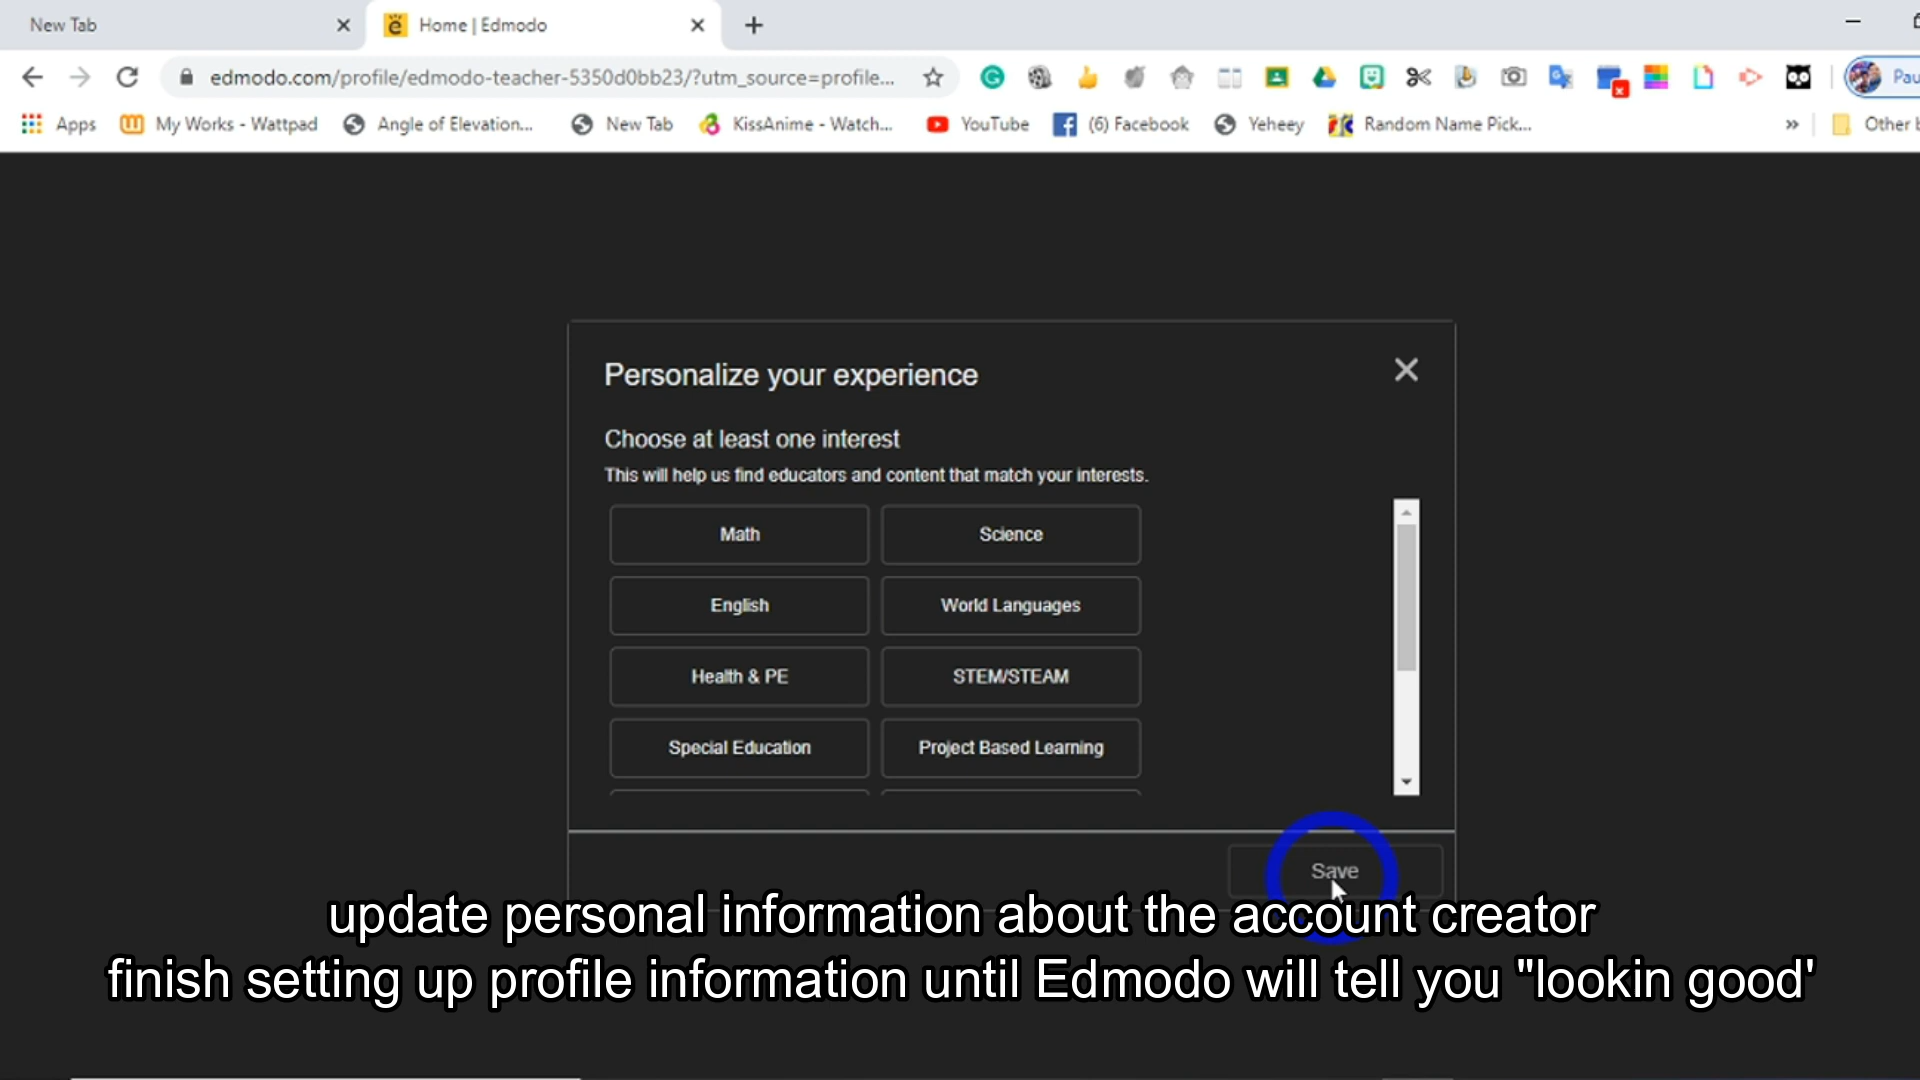 New Tab
Home | Edmodo
edmodo.com/profile/edmodo-teacher-5350d0bb23/?utm_source=profile...
Pau
Apps
My Works - Wattpad
Angle of Elevation...
New Tab
KissAnime - Watch...
YouTube
(6) Facebook
Yeheey
Random Name Pick...
»
Other
Personalize your experience
Choose at least one interest
This will help us find educators and content that match your interests.
Math
Science
English
World Languages
Health & PE
STEM/STEAM
Special Education
Project Based Learning
Save
update personal information about the account creator
finish setting up profile information until Edmodo will tell you "lookin good'